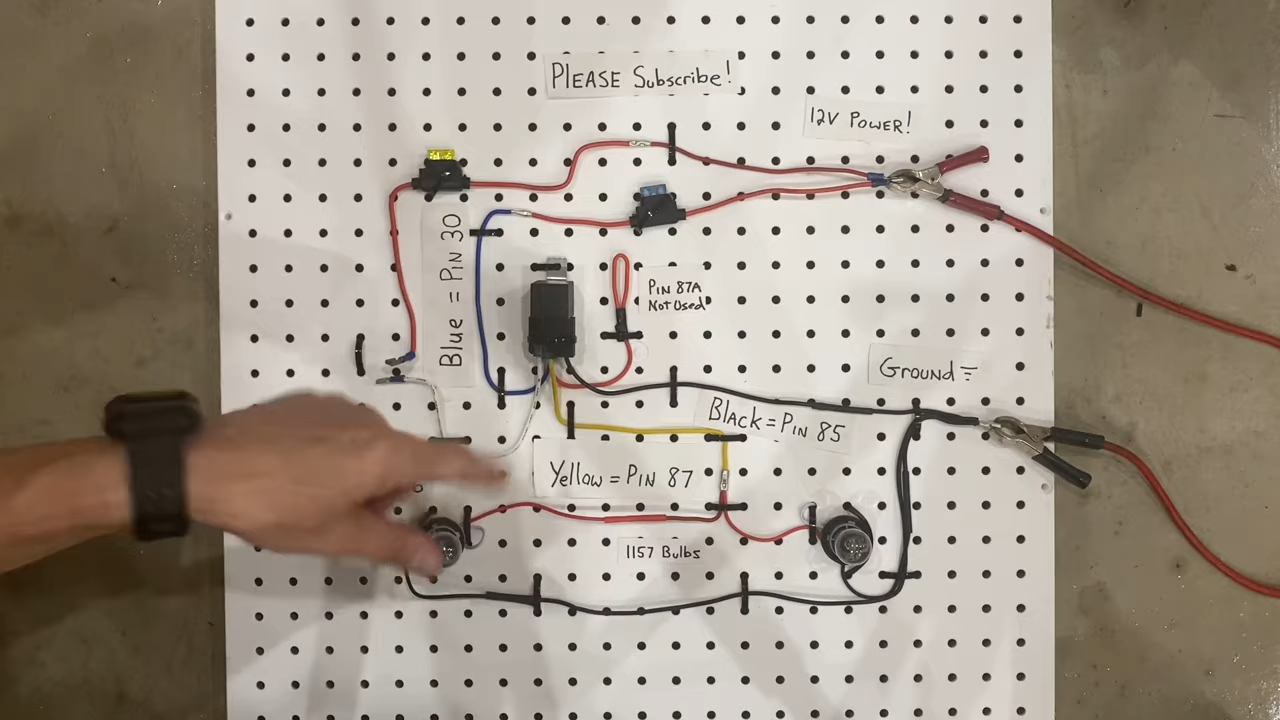 PLEASE Subscribe!
12V POWER!
Blue = PIN 30
PIN 87A
Not Used
Ground
Black = PIN 85
Yellow = PIN 87
1157 Bulbs